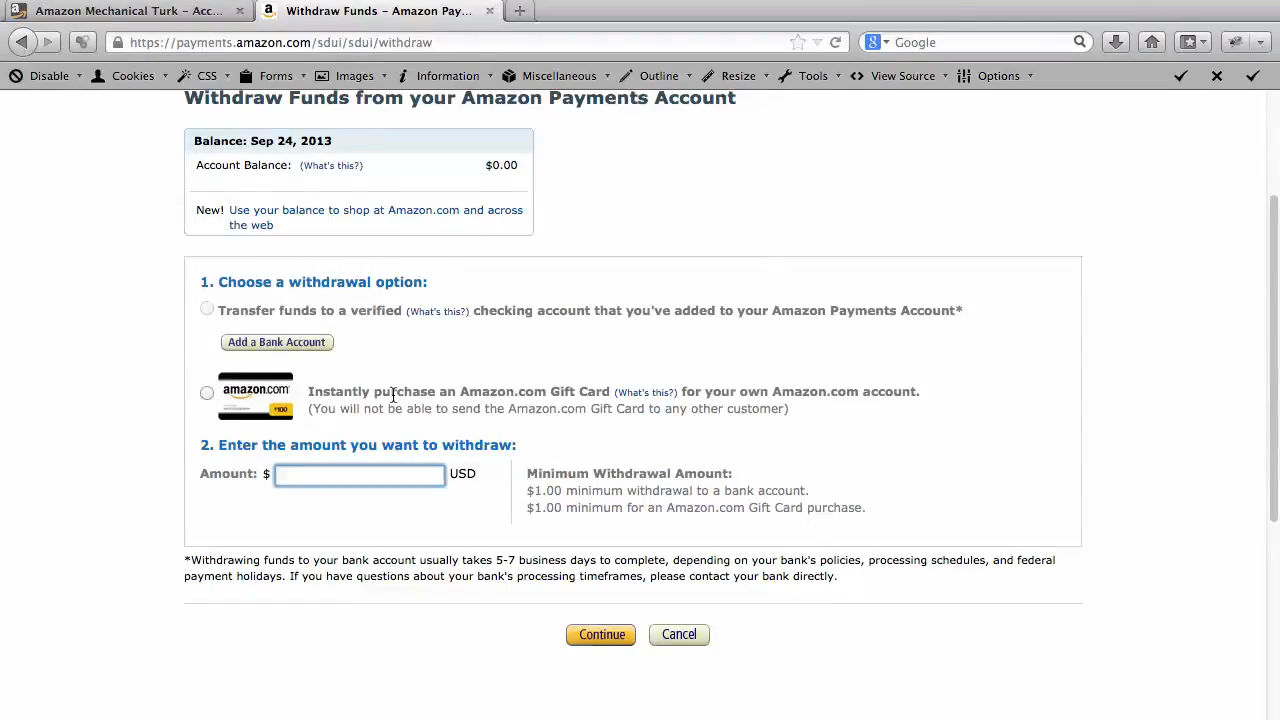 Amazon Mechanical Turk – Acc...
Withdraw Funds – Amazon Pay...
https://payments.amazon.com/sdui/sdui/withdraw
Google
Disable
Cookies
CSS
Forms
Images
Information
Miscellaneous
Outline
Resize
Tools
View Source
Options
Withdraw Funds from your Amazon Payments Account
Balance: Sep 24, 2013
Account Balance: (What's this?) $0.00
New! Use your balance to shop at Amazon.com and across
the web
1. Choose a withdrawal option:
Transfer funds to a verified (What's this?) checking account that you've added to your Amazon Payments Account*
Add a Bank Account
amazon.com
$100
Instantly purchase an Amazon.com Gift Card (What's this?) for your own Amazon.com account.
(You will not be able to send the Amazon.com Gift Card to any other customer)
2. Enter the amount you want to withdraw:
Amount: $ USD
Minimum Withdrawal Amount:
$1.00 minimum withdrawal to a bank account.
$1.00 minimum for an Amazon.com Gift Card purchase.
*Withdrawing funds to your bank account usually takes 5-7 business days to complete, depending on your bank's policies, processing schedules, and federal
payment holidays. If you have questions about your bank's processing timeframes, please contact your bank directly.
Continue
Cancel